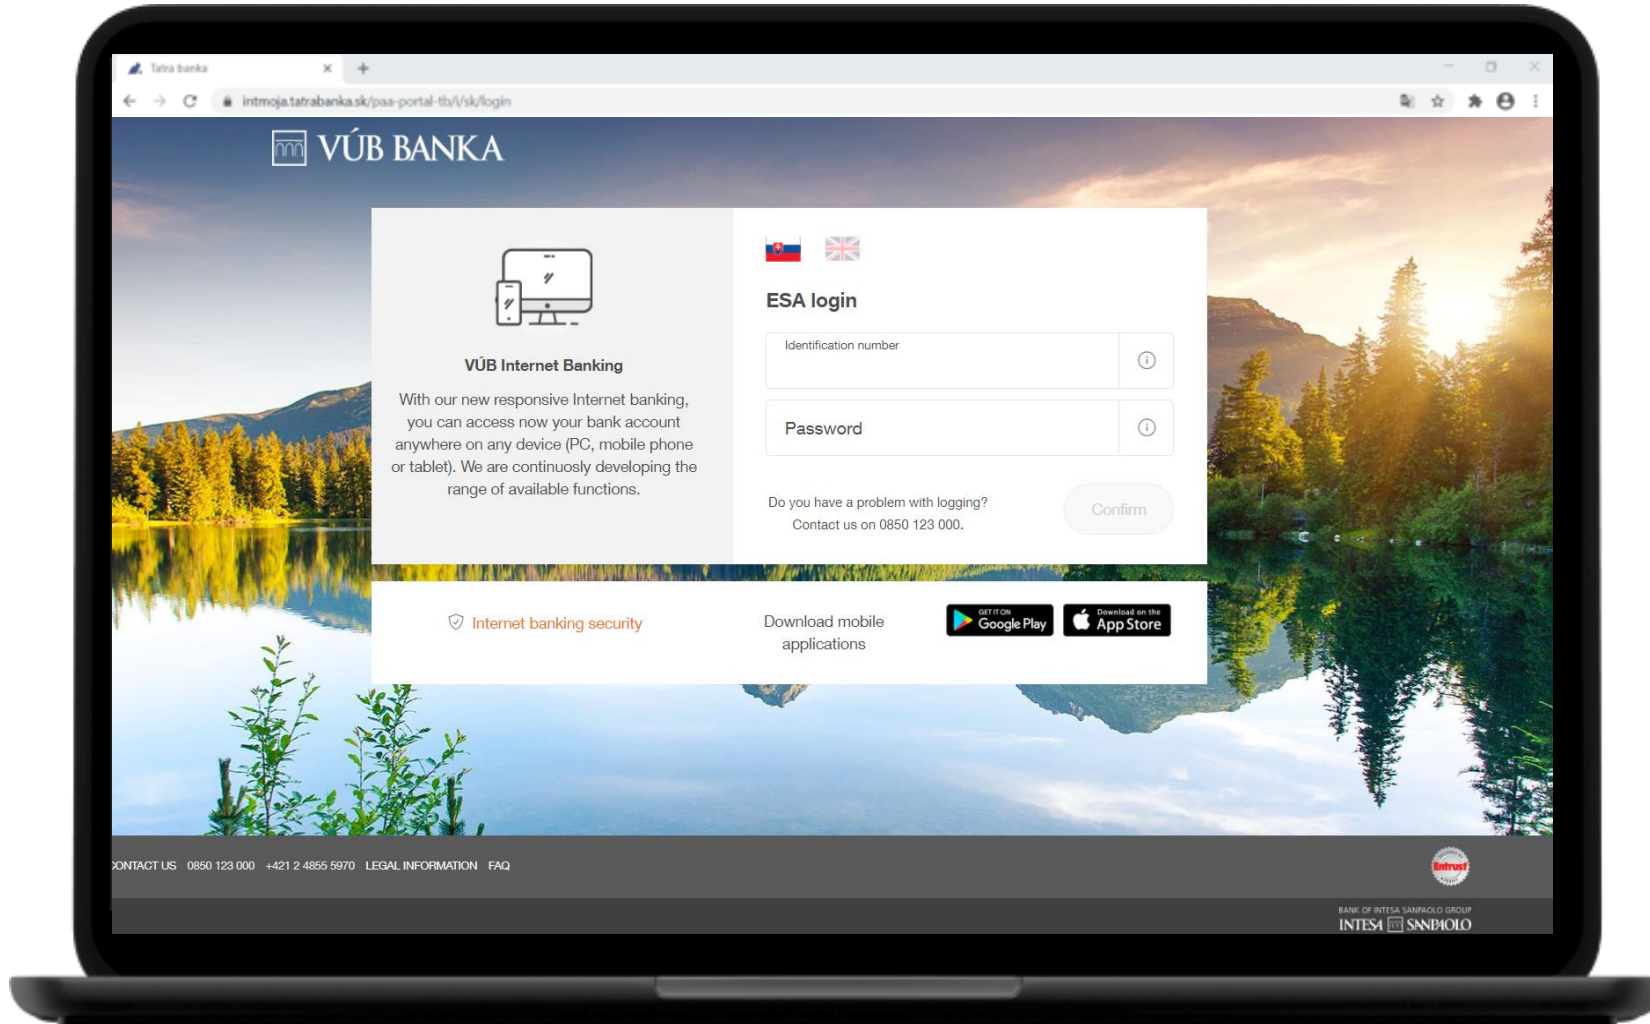 Tatra banka
intmoja.tatrabanka.sk/paa-portal-tb/i/sk/login
VÚB BANKA
VÚB Internet Banking
With our new responsive Internet banking,
you can access now your bank account
anywhere on any device (PC, mobile phone
or tablet). We are continuosly developing the
range of available functions.
ESA login
Identification number
Password
Do you have a problem with logging?
Contact us on 0850 123 000.
Confirm
Internet banking security
Download mobile
applications
GET IT ON
Google Play
Download on the
App Store
CONTACT US 0850 123 000 +421 2 4855 5970 LEGAL INFORMATION FAQ
Entrust
BANK OF INTESA SANPAOLO GROUP
INTESA SANPAOLO